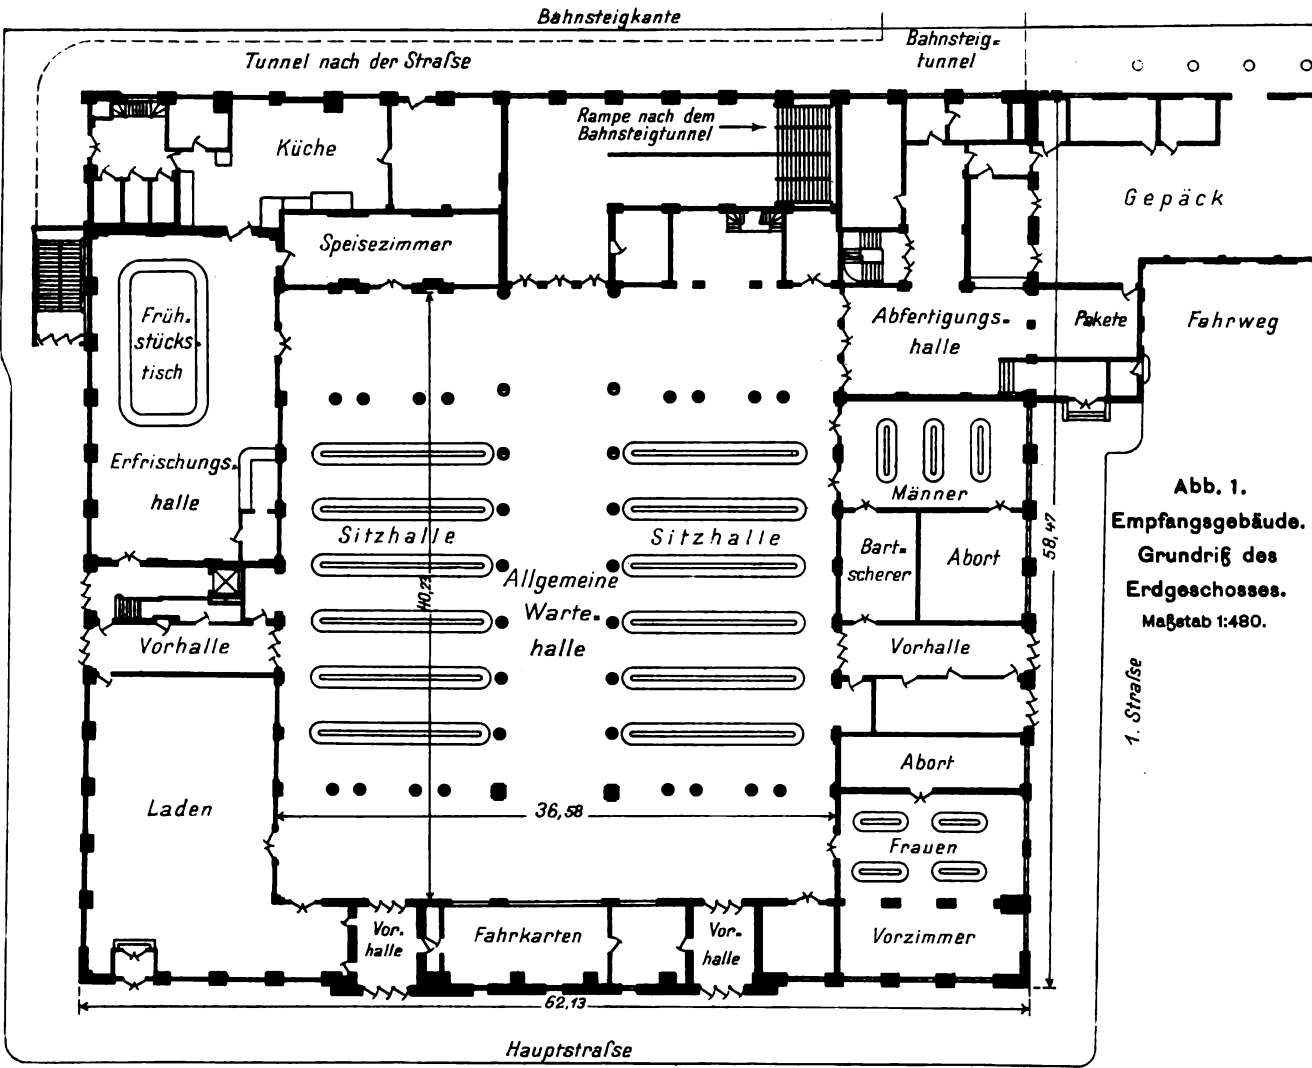 Bahnsteigkante
Tunnel nach der Straſse
Bahnsteig=
tunnel
Rampe nach dem
Bahnsteigtunnel
Küche
Gepäck
Speisezimmer
Früh=
stücks=
tisch
Abfertigungs=
halle
Pakete
Fahrweg
Erfrischungs=
halle
Männer
Sitzhalle
Sitzhalle
Bart=
scherer
Abort
58,47
Abb. 1.
Empfangsgebäude.
Grundriß des
Erdgeschosses.
Maßstab 1:480.
40,23
Allgemeine
Warte=
halle
Vorhalle
Vorhalle
1. Straſse
Abort
Laden
36,58
Frauen
Vor=
halle
Fahrkarten
Vor=
halle
Vorzimmer
62,13
Hauptstraſse